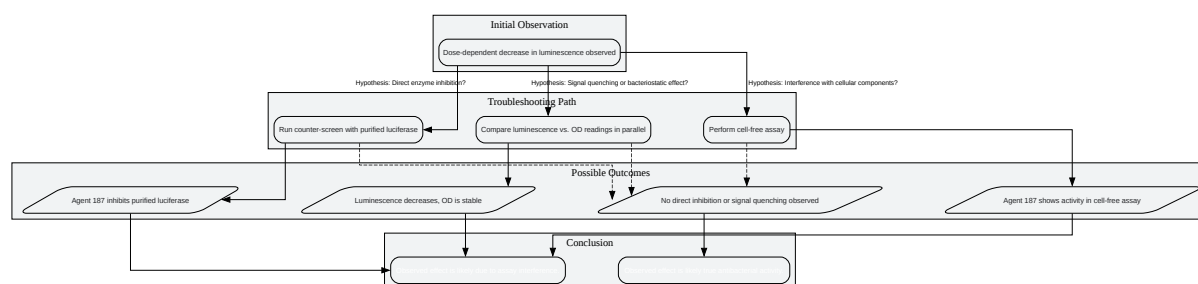 Initial Observation
Dose-dependent decrease in luminescence observed
Hypothesis: Direct enzyme inhibition?
Hypothesis: Signal quenching or bacteriostatic effect?
Hypothesis: Interference with cellular components?
Troubleshooting Path
Run counter-screen with purified luciferase
Compare luminescence vs. OD readings in parallel
Perform cell-free assay
Possible Outcomes
Agent 187 inhibits purified luciferase
Luminescence decreases, OD is stable
No direct inhibition or signal quenching observed
Agent 187 shows activity in cell-free assay
Conclusion